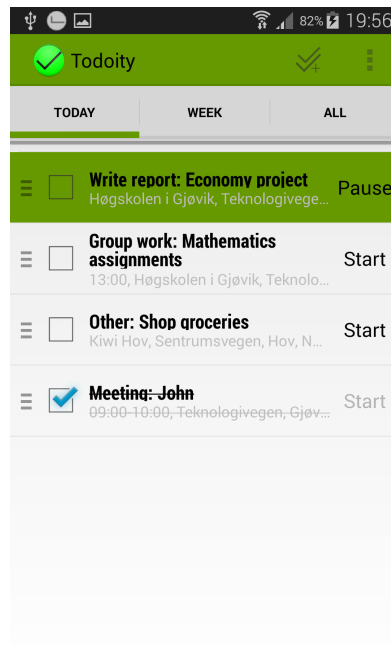 82% 19:56
Todoity
TODAY WEEK ALL
Write report: Economy project
Høgskolen i Gjøvik, Teknologivege...
Pause
Group work: Mathematics
assignments
13:00, Høgskolen i Gjøvik, Teknolo...
Start
Other: Shop groceries
Kiwi Hov, Sentrumsvegen, Hov, N...
Start
Meeting: John
09:00-10:00, Teknologivegen, Gjøv...
Start